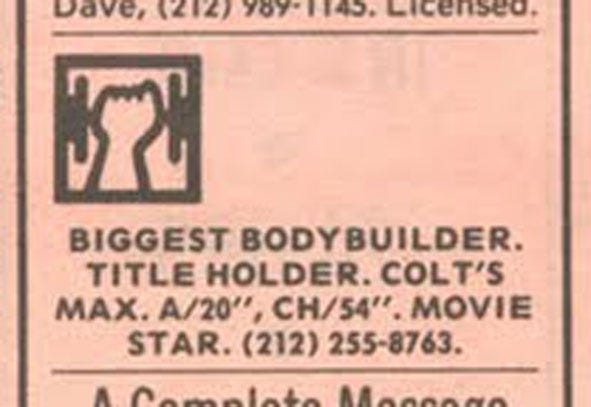 Dave, (212) 989-1145. Licensed.
BIGGEST BODYBUILDER.
TITLE HOLDER. COLT'S
MAX. A/20'', CH/54''. MOVIE
STAR. (212) 255-8763.
A Complete Message